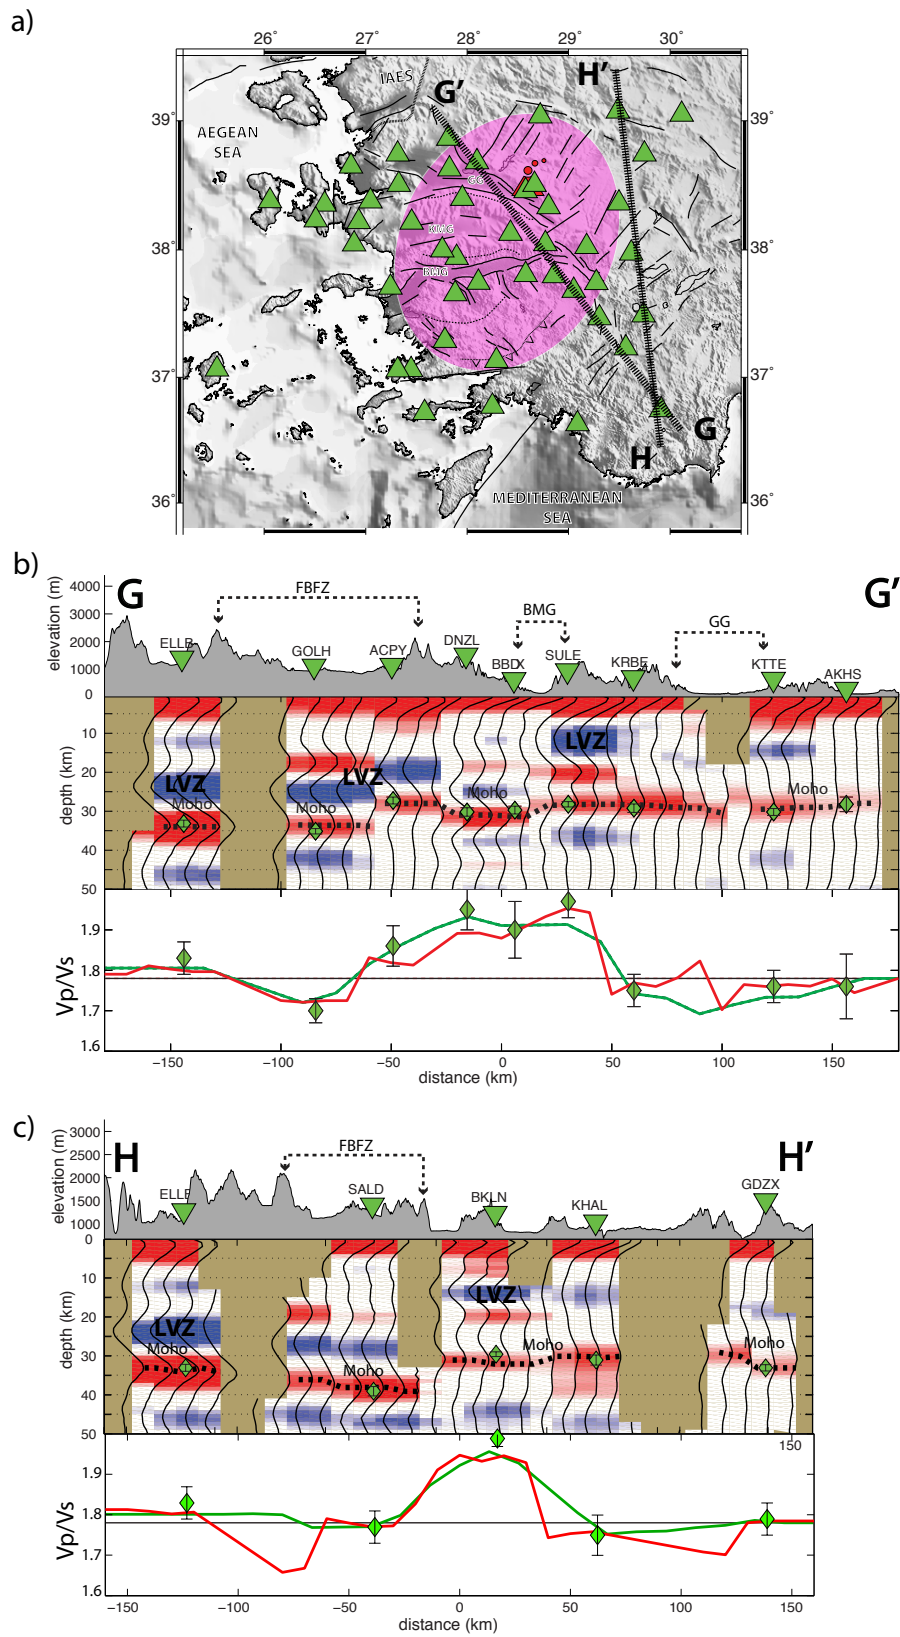 a)
26° 27° 28° 29° 30°
H'
G'
IAES
39° 39°
AEGEAN
SEA
GG
38° 38°
KMG
BMG
37° 37°
G
H
36° 36°
MEDITERRANEAN
SEA
b)
G G'
elevation (m)
4000
3000
2000
1000
0
FBFZ
BMG
GG
ELLB GOLH ACPY DNZL BBDX SULE KRBE KTTE AKHS
depth (km)
10
20
30
40
50
LVZ LVZ LVZ
Moho Moho Moho Moho
Vp/Vs
1.9
1.8
1.7
1.6
−150 −100 −50 0 50 100 150
distance (km)
c)
H H'
elevation (m)
3000
2500
2000
1500
1000
0
FBFZ
SALD BKLN KHAL GDZX
depth (km)
10
20
30
40
50
LVZ LVZ
Moho Moho Moho Moho
150
Vp/Vs
1.9
1.8
1.7
1.6
−150 −100 −50 0 50
distance (km)